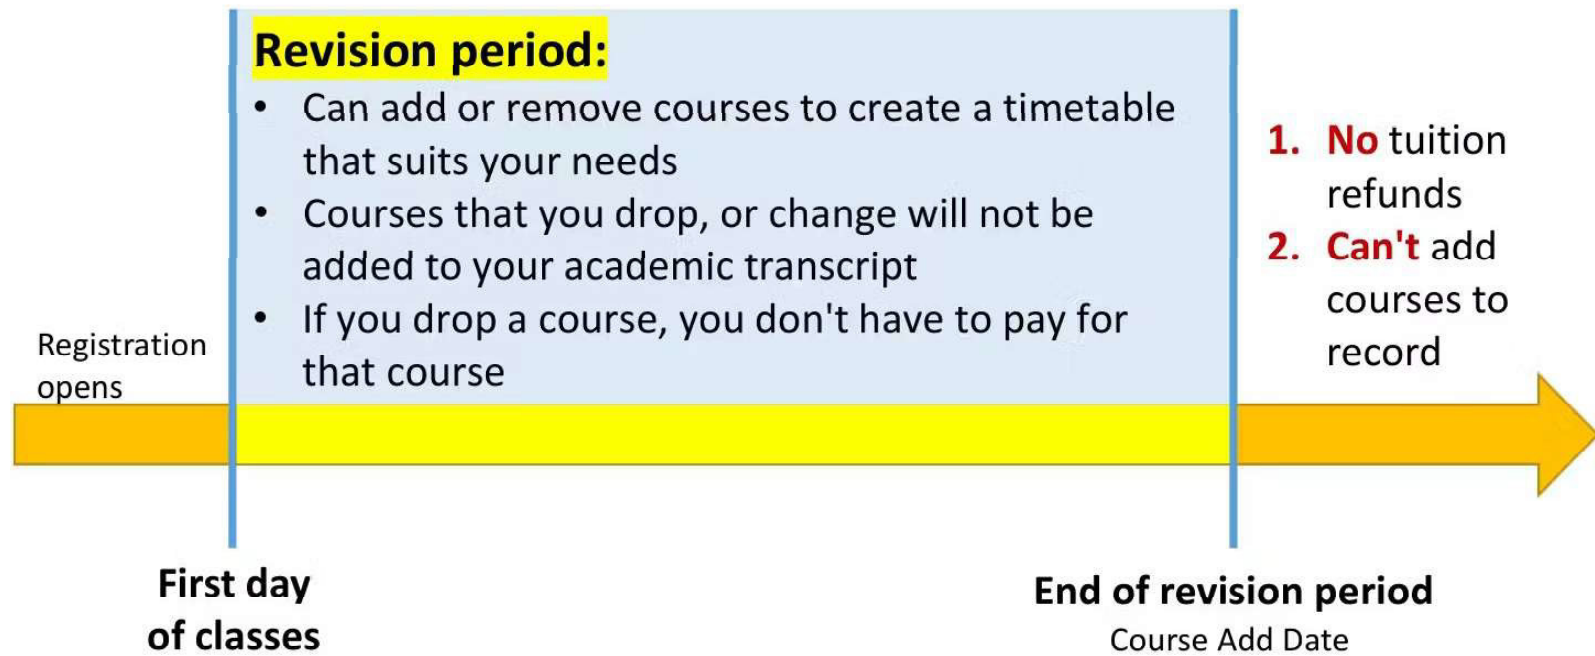 Revision period:
• Can add or remove courses to create a timetable
that suits your needs
• Courses that you drop, or change will not be
added to your academic transcript
• If you drop a course, you don't have to pay for
that course
1. No tuition
refunds
2. Can't add
courses to
record
Registration
opens
First day
of classes
End of revision period
Course Add Date